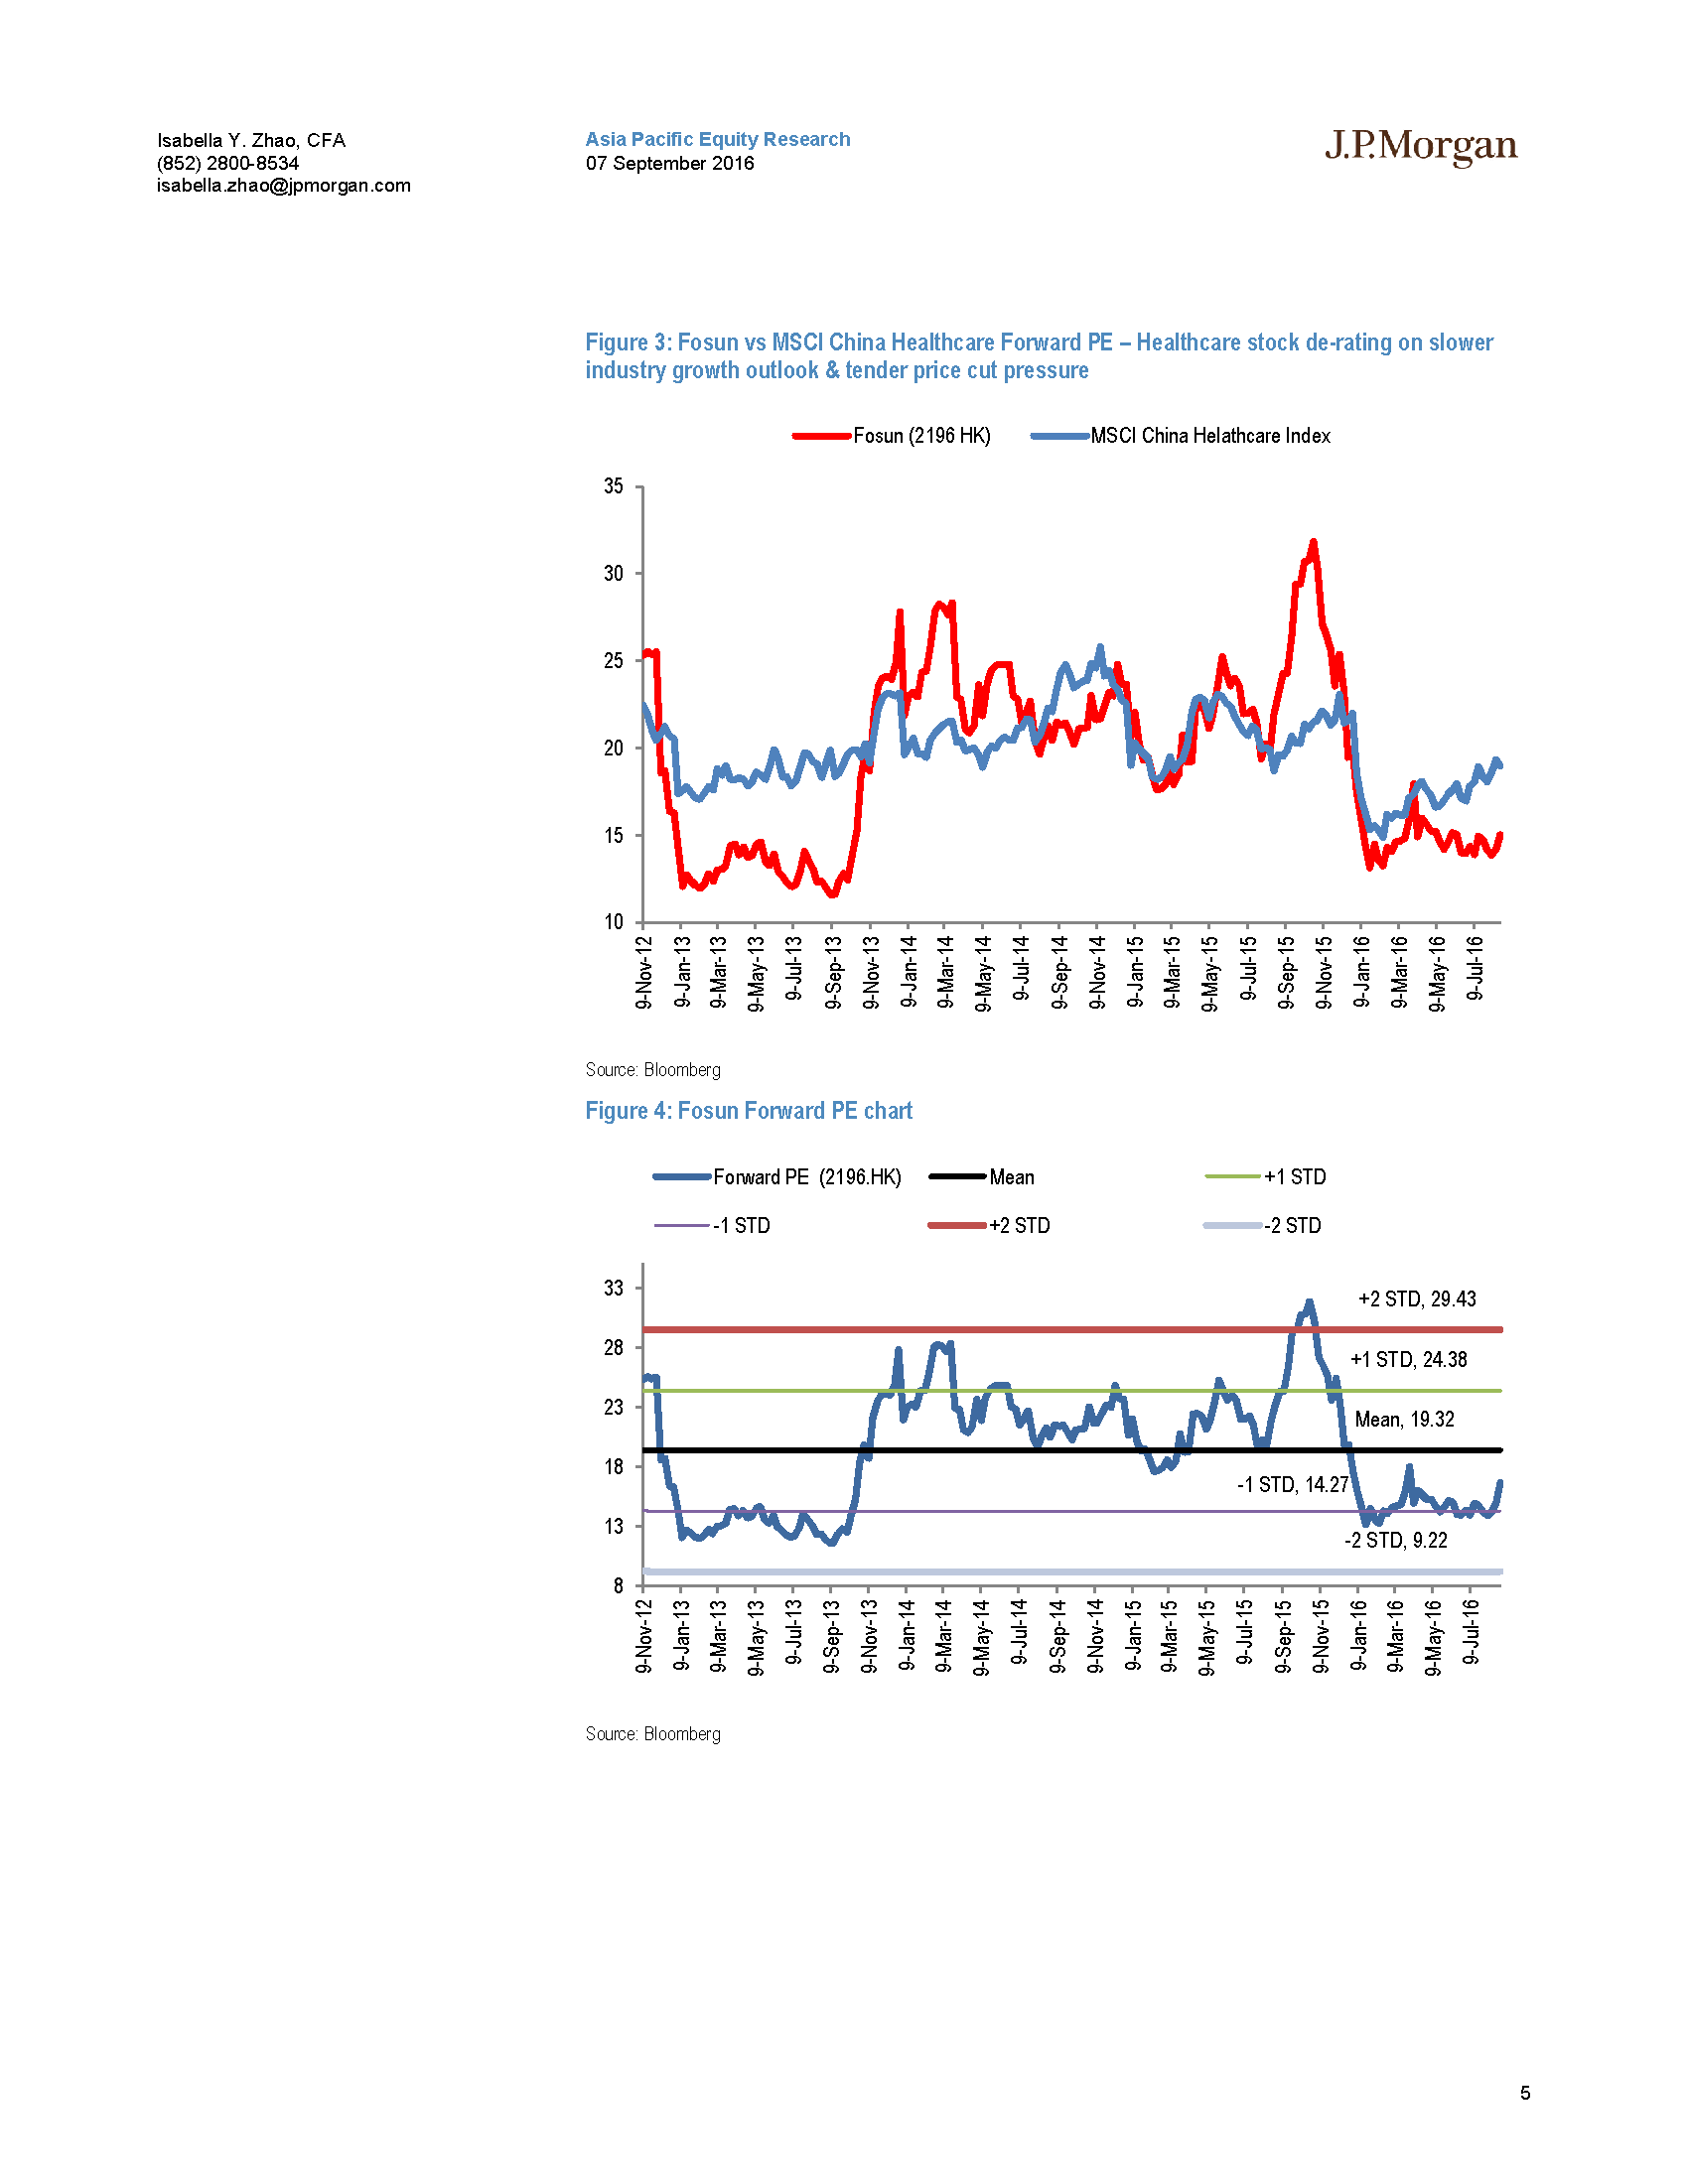 Isabella Y. Zhao, CFA
(852) 2800-8534
isabella.zhao@jpmorgan.com
Asia Pacific Equity Research
07 September 2016
J.P.Morgan
Figure 3: Fosun vs MSCI China Healthcare Forward PE – Healthcare stock de-rating on slower
industry growth outlook & tender price cut pressure
Fosun (2196 HK)
MSCI China Helathcare Index
35
30
25
20
15
10
9-Nov-12
9-Jan-13
9-Mar-13
9-May-13
9-Jul-13
9-Sep-13
9-Nov-13
9-Jan-14
9-Mar-14
9-May-14
9-Jul-14
9-Sep-14
9-Nov-14
9-Jan-15
9-Mar-15
9-May-15
9-Jul-15
9-Sep-15
9-Nov-15
9-Jan-16
9-Mar-16
9-May-16
9-Jul-16
Source: Bloomberg
Figure 4: Fosun Forward PE chart
Forward PE (2196.HK)
Mean
+1 STD
-1 STD
+2 STD
-2 STD
33
28
23
18
13
8
+2 STD, 29.43
+1 STD, 24.38
Mean, 19.32
-1 STD, 14.27
-2 STD, 9.22
9-Nov-12
9-Jan-13
9-Mar-13
9-May-13
9-Jul-13
9-Sep-13
9-Nov-13
9-Jan-14
9-Mar-14
9-May-14
9-Jul-14
9-Sep-14
9-Nov-14
9-Jan-15
9-Mar-15
9-May-15
9-Jul-15
9-Sep-15
9-Nov-15
9-Jan-16
9-Mar-16
9-May-16
9-Jul-16
Source: Bloomberg
5